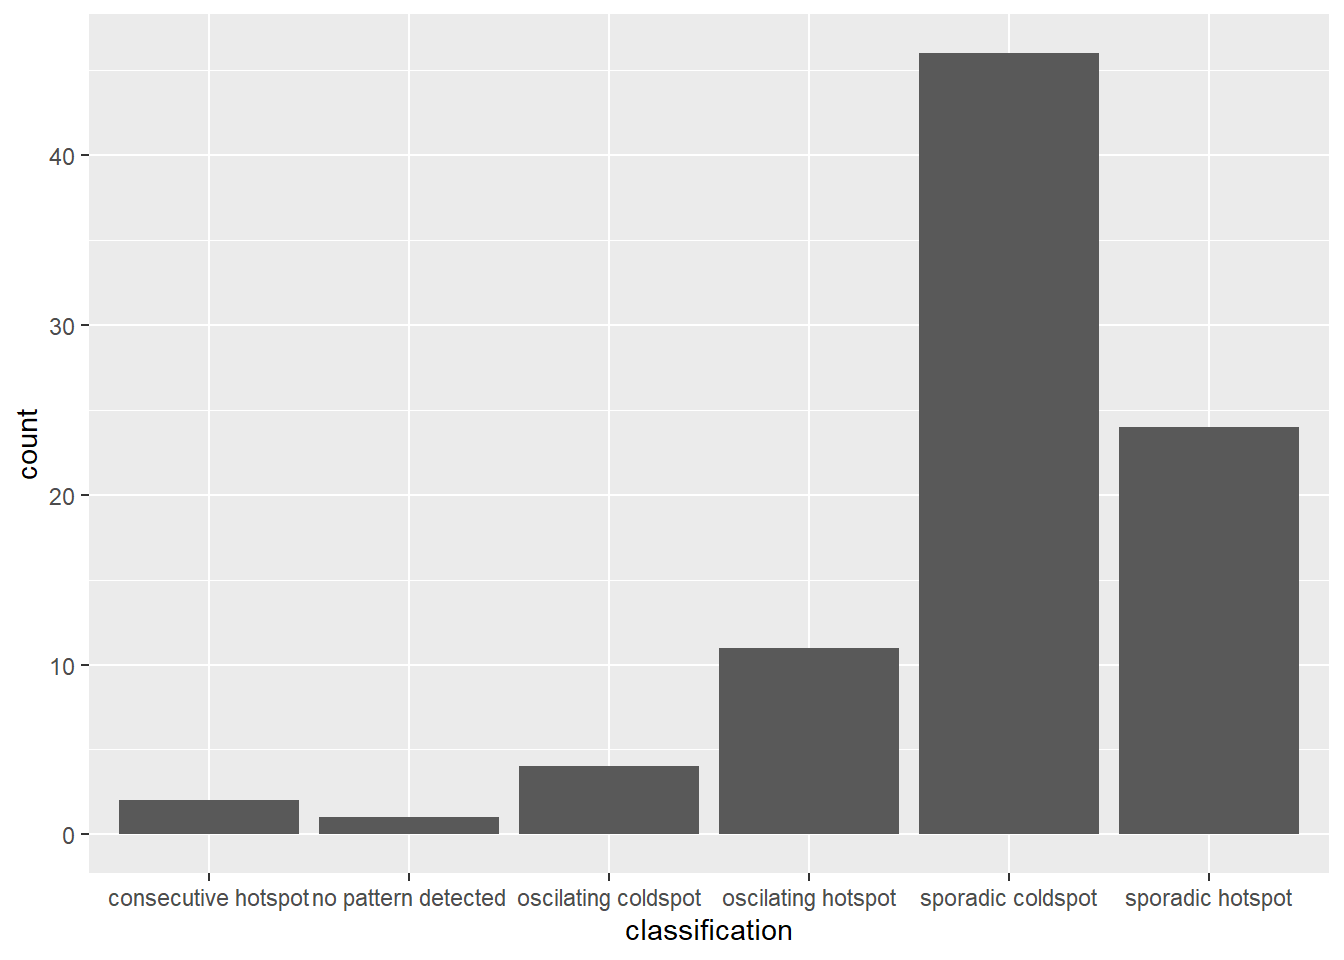 count
40
30
20
10
0
consecutive hotspot no pattern detected oscilating coldspot oscilating hotspot sporadic coldspot sporadic hotspot
classification